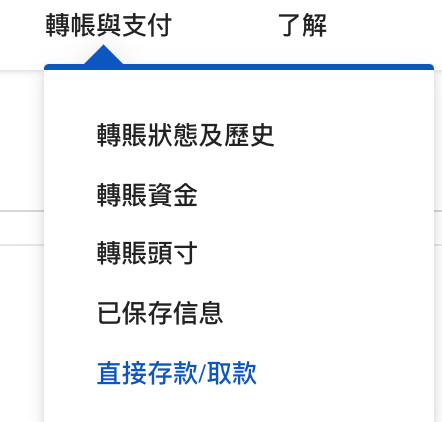 轉帳與支付
了解
轉賬狀態及歷史
轉賬資金
轉賬頭寸
已保存信息
直接存款/取款